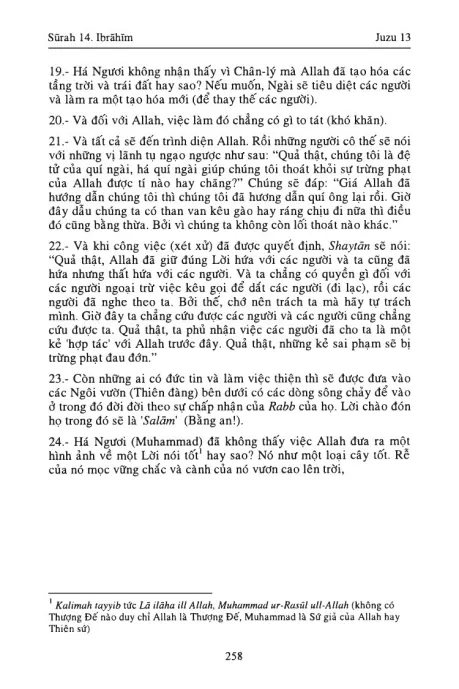 Sūrah 14. Ibrāhīm Juzu 13
19.- Há Ngươi không nhận thấy vì Chân-lý mà Allah đã tạo hóa các
tầng trời và trái đất hay sao? Nếu muốn, Ngài sẽ tiêu diệt các người
và làm ra một tạo hóa mới (để thay thế các người).
20.- Và đối với Allah, việc làm đó chẳng có gì to tát (khó khăn).
21.- Và tất cả sẽ đến trình diện Allah. Rồi những người cô thế sẽ nói
với những vị lãnh tụ ngạo ngược như sau: “Quả thật, chúng tôi là đệ
tử của quí ngài, há quí ngài giúp chúng tôi thoát khỏi sự trừng phạt
của Allah được tí nào hay chăng?” Chúng sẽ đáp: “Giá Allah đã
hướng dẫn chúng tôi thì chúng tôi đã hướng dẫn quí ông lại rồi. Giờ
đây dẫu chúng ta có than van kêu gào hay ráng chịu đi nữa thì điều
đó cũng bằng thừa. Bởi vì chúng ta không còn lối thoát nào khác.”
22.- Và khi công việc (xét xử) đã được quyết định, Shaytān sẽ nói:
“Quả thật, Allah đã giữ đúng Lời hứa với các người và ta cũng đã
hứa nhưng thất hứa với các người. Và ta chẳng có quyền gì đối với
các người ngoại trừ việc kêu gọi để dắt các người (đi lạc), rồi các
người đã nghe theo ta. Bởi thế, chớ nên trách ta mà hãy tự trách
mình. Giờ đây ta chẳng cứu được các người và các người cũng chẳng
cứu được ta. Quả thật, ta phủ nhận việc các người đã cho ta là một
kẻ 'hợp tác' với Allah trước đây. Quả thật, những kẻ sai phạm sẽ bị
trừng phạt đau đớn.”
23.- Còn những ai có đức tin và làm việc thiện thì sẽ được đưa vào
các Ngôi vườn (Thiên đàng) bên dưới có các dòng sông chảy để vào
ở trong đó đời đời theo sự chấp nhận của Rabb của họ. Lời chào đón
họ trong đó sẽ là 'Salām' (Bằng an!).
24.- Há Ngươi (Muhammad) đã không thấy việc Allah đưa ra một
hình ảnh về một Lời nói tốt¹ hay sao? Nó như một loại cây tốt. Rễ
của nó mọc vững chắc và cành của nó vươn cao lên trời,
¹ Kalimah tayyib tức Lā ilāha ill Allah, Muhammad ur-Rasūl ull-Allah (không có
Thượng Đế nào duy chỉ Allah là Thượng Đế, Muhammad là Sứ giả của Allah hay
Thiên sứ)
258